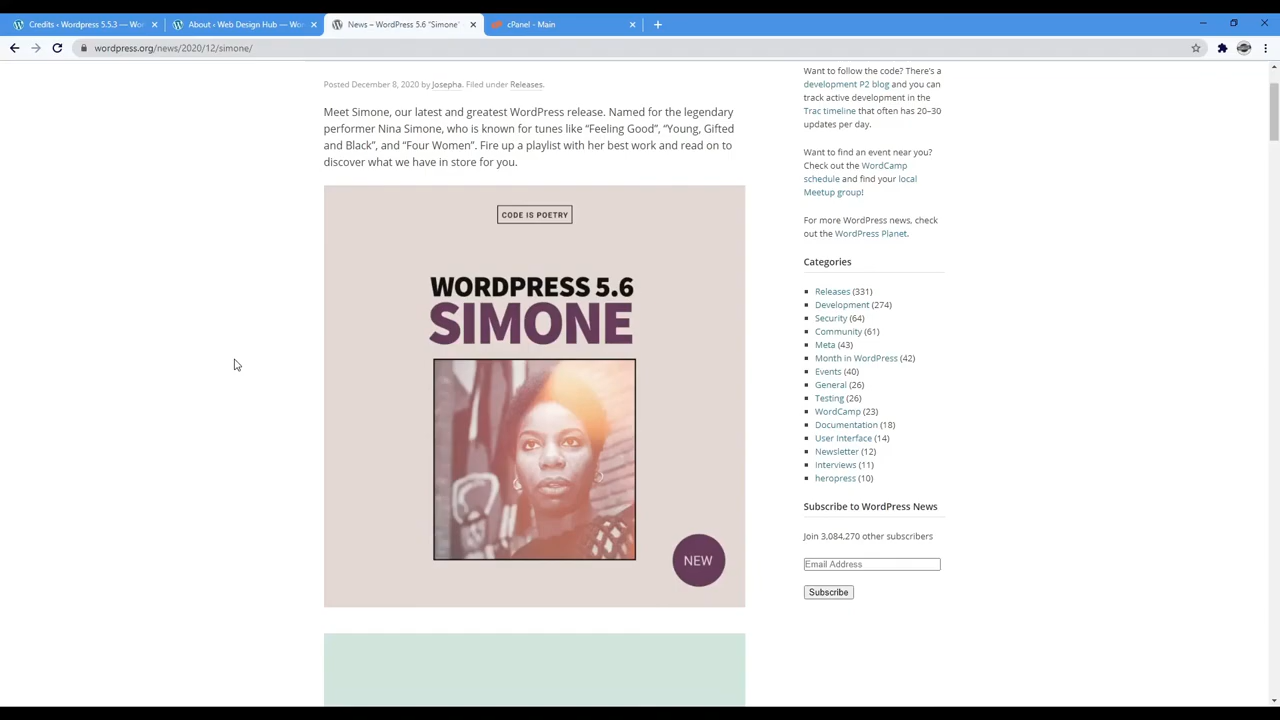 Credits ‹ Wordpress 5.5.3 — Wor
About ‹ Web Design Hub — Wor
News – WordPress 5.6 "Simone"
cPanel - Main
wordpress.org/news/2020/12/simone/
Posted December 8, 2020 by Josepha. Filed under Releases.
Meet Simone, our latest and greatest WordPress release. Named for the legendary
performer Nina Simone, who is known for tunes like “Feeling Good”, “Young, Gifted
and Black”, and “Four Women”. Fire up a playlist with her best work and read on to
discover what we have in store for you.
CODE IS POETRY
WORDPRESS 5.6
SIMONE
NEW
Want to follow the code? There’s a
development P2 blog and you can
track active development in the
Trac timeline that often has 20–30
updates per day.
Want to find an event near you?
Check out the WordCamp
schedule and find your local
Meetup group!
For more WordPress news, check
out the WordPress Planet.
Categories
Releases (331)
Development (274)
Security (64)
Community (61)
Meta (43)
Month in WordPress (42)
Events (40)
General (26)
Testing (26)
WordCamp (23)
Documentation (18)
User Interface (14)
Newsletter (12)
Interviews (11)
heropress (10)
Subscribe to WordPress News
Join 3,084,270 other subscribers
Email Address
Subscribe